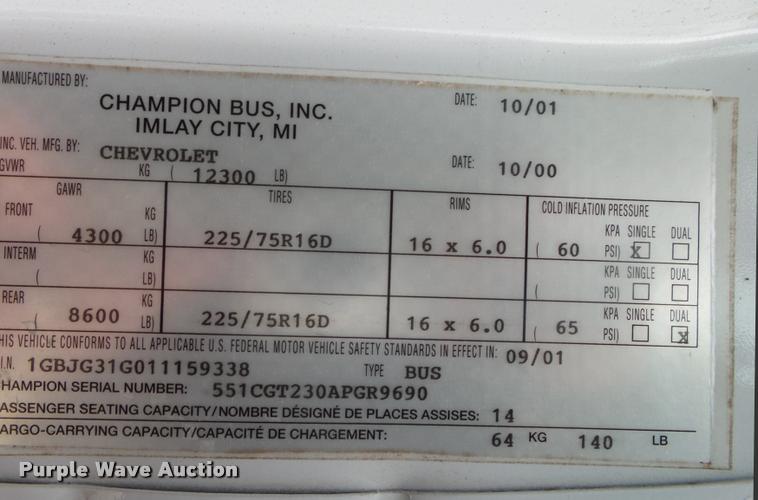 MANUFACTURED BY:
CHAMPION BUS, INC. DATE: 10/01
IMLAY CITY, MI
INC. VEH. MFG. BY: CHEVROLET DATE: 10/00
GVWR KG ( 12300 LB)
GAWR TIRES RIMS COLD INFLATION PRESSURE
FRONT KG KPA SINGLE DUAL
( 4300 LB) 225/75R16D 16 x 6.0 ( 60 PSI) X
INTERM KG KPA SINGLE DUAL
( LB) ( PSI)
REAR KG KPA SINGLE DUAL
( 8600 LB) 225/75R16D 16 x 6.0 ( 65 PSI) x
HIS VEHICLE CONFORMS TO ALL APPLICABLE U.S. FEDERAL MOTOR VEHICLE SAFETY STANDARDS IN EFFECT IN: 09/01
.I.N. 1GBJG31G011159338 TYPE BUS
HAMPION SERIAL NUMBER: 551CGT230APGR9690
ASSENGER SEATING CAPACITY/NOMBRE DÉSIGNÉ DE PLACES ASSISES: 14
ARGO-CARRYING CAPACITY/CAPACITÉ DE CHARGEMENT: 64 KG 140 LB
Purple Wave Auction